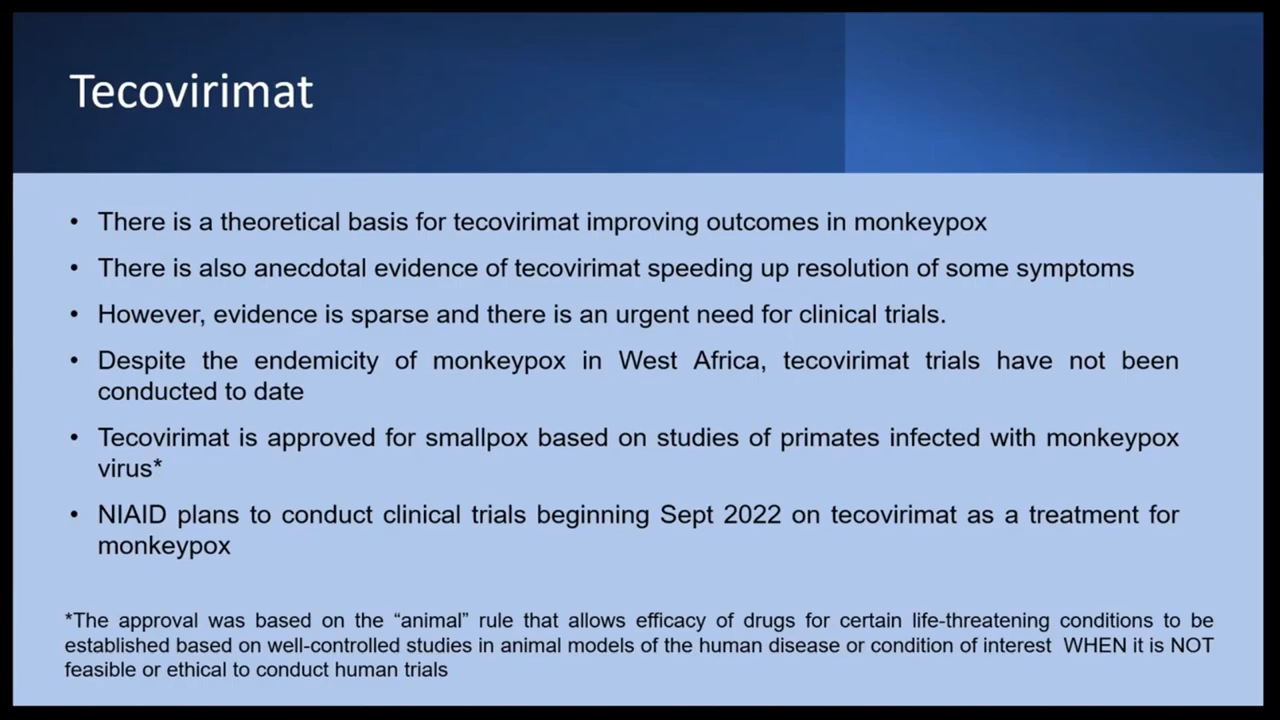 Tecovirimat
• There is a theoretical basis for tecovirimat improving outcomes in monkeypox
• There is also anecdotal evidence of tecovirimat speeding up resolution of some symptoms
• However, evidence is sparse and there is an urgent need for clinical trials.
• Despite the endemicity of monkeypox in West Africa, tecovirimat trials have not been
conducted to date
• Tecovirimat is approved for smallpox based on studies of primates infected with monkeypox
virus*
• NIAID plans to conduct clinical trials beginning Sept 2022 on tecovirimat as a treatment for
monkeypox
*The approval was based on the “animal” rule that allows efficacy of drugs for certain life-threatening conditions to be
established based on well-controlled studies in animal models of the human disease or condition of interest  WHEN it is NOT
feasible or ethical to conduct human trials